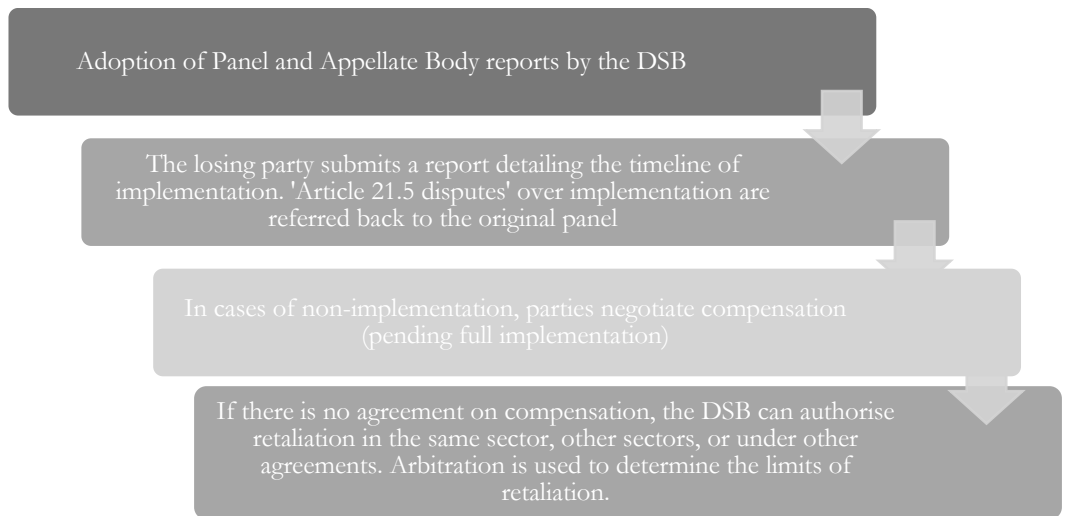 Adoption of Panel and Appellate Body reports by the DSB
The losing party submits a report detailing the timeline of
implementation. 'Article 21.5 disputes' over implementation are
referred back to the original panel
In cases of non-implementation, parties negotiate compensation
(pending full implementation)
If there is no agreement on compensation, the DSB can authorise
retaliation in the same sector, other sectors, or under other
agreements. Arbitration is used to determine the limits of
retaliation.